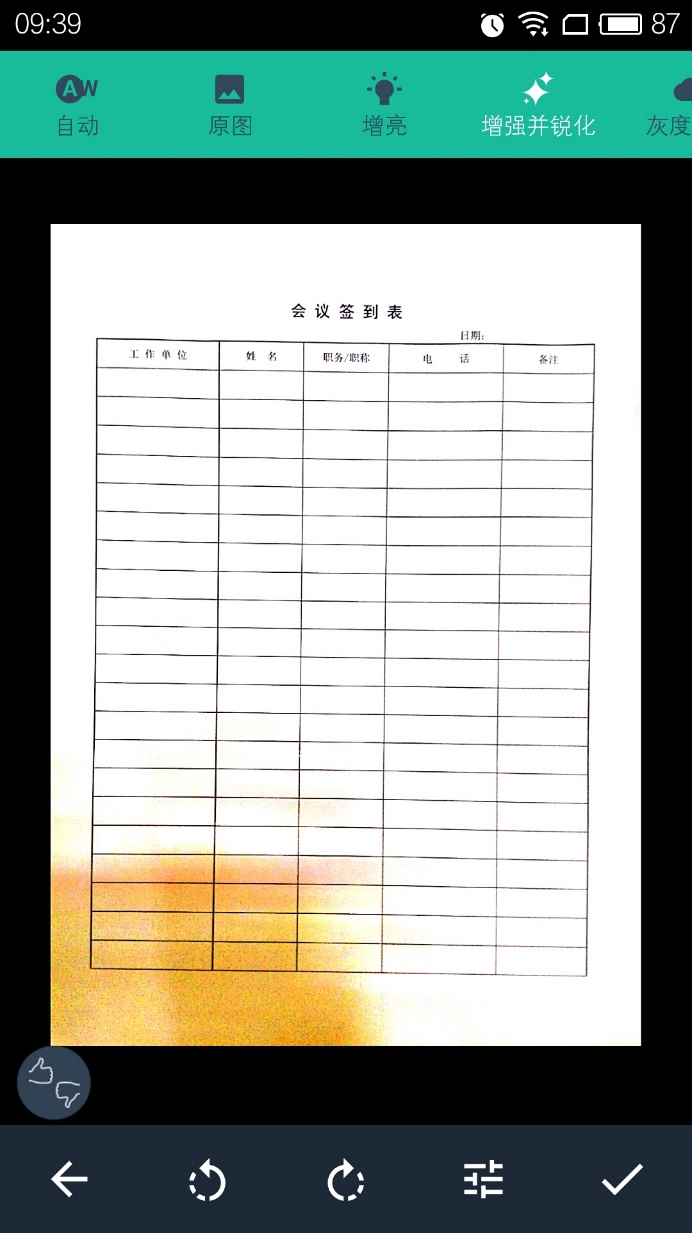 09:39 87
AW
自动 原图 增亮 增强并锐化 灰度
会议签到表
日期:
工作单位 姓名 职务/职称 电话 备注